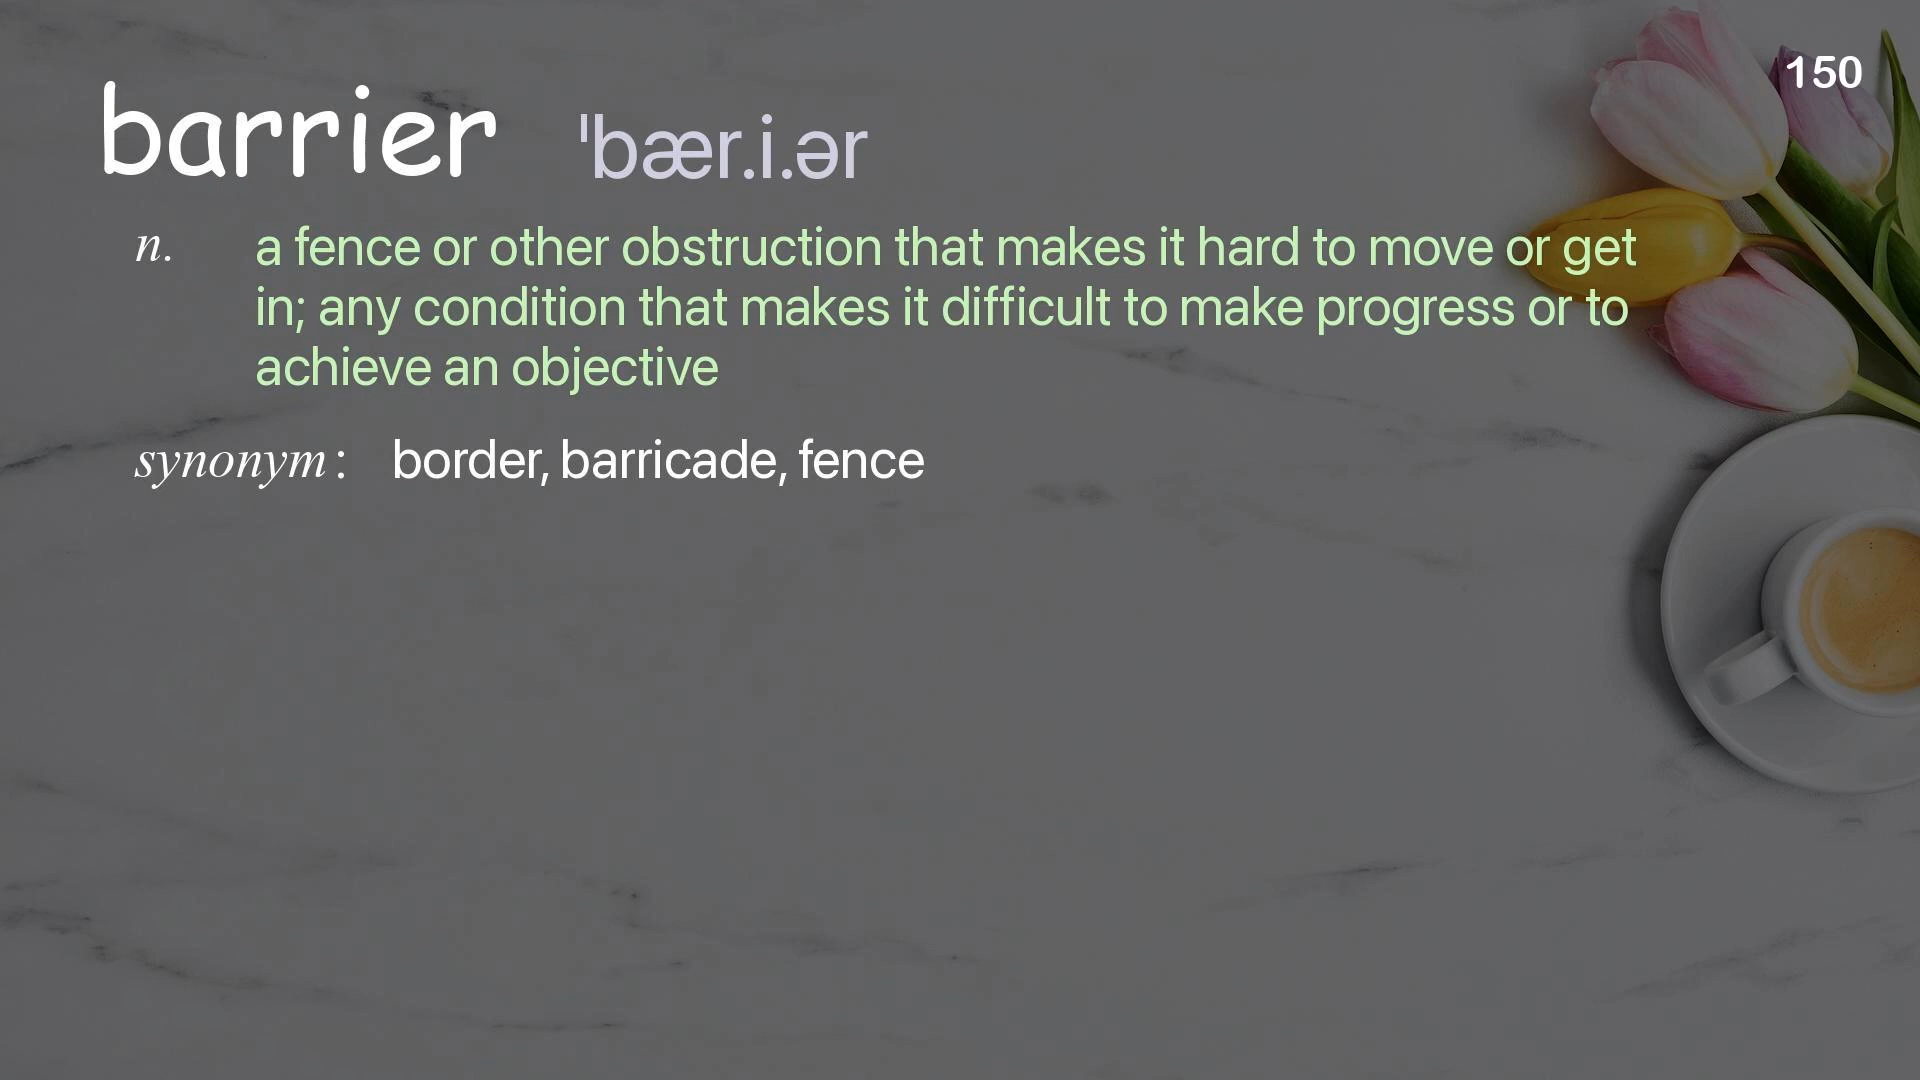 150
barrier ˈbær.i.ər
n. a fence or other obstruction that makes it hard to move or get
in; any condition that makes it difficult to make progress or to
achieve an objective
synonym: border, barricade, fence